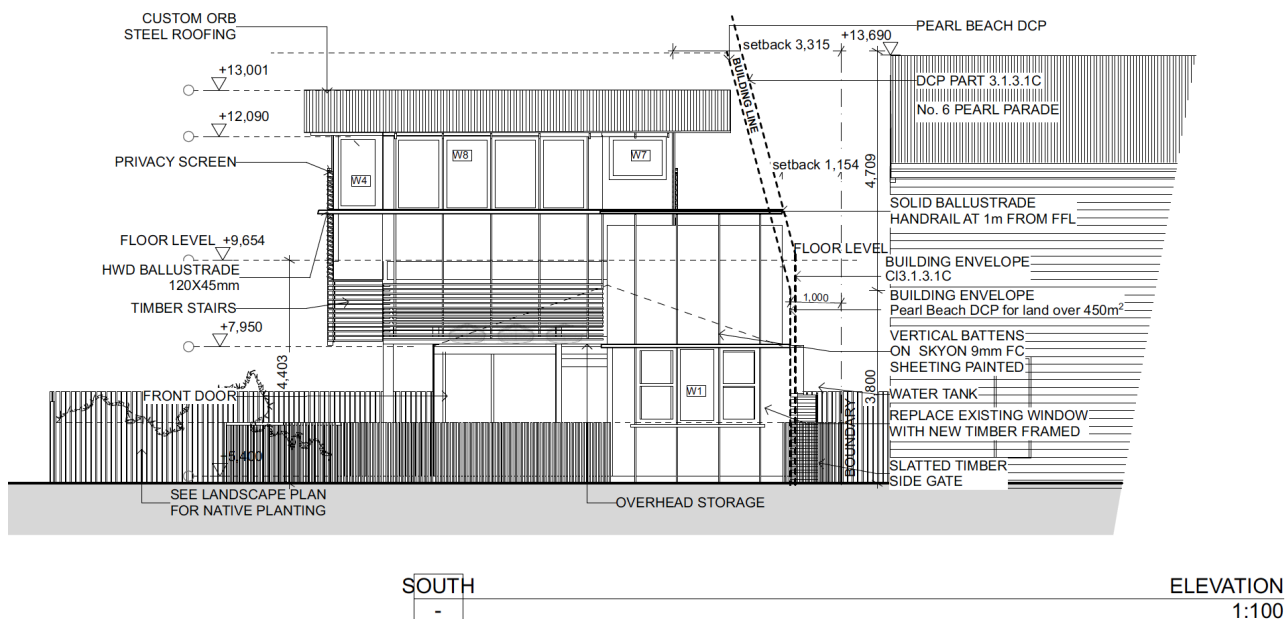 CUSTOM ORB
STEEL ROOFING
PEARL BEACH DCP
setback 3,315
+13,690
+13,001
BUILDING LINE
DCP PART 3.1.3.1C
No. 6 PEARL PARADE
+12,090
PRIVACY SCREEN
W8
W7
W4
setback 1,154
4,709
SOLID BALLUSTRADE
HANDRAIL AT 1m FROM FFL
FLOOR LEVEL +9,654
FLOOR LEVEL
HWD BALLUSTRADE
120X45mm
BUILDING ENVELOPE
Cl3.1.3.1C
TIMBER STAIRS
1,000
BUILDING ENVELOPE
Pearl Beach DCP for land over 450m²
+7,950
VERTICAL BATTENS
ON SKYON 9mm FC
SHEETING PAINTED
4,403
3,800
FRONT DOOR
W1
WATER TANK
REPLACE EXISTING WINDOW
WITH NEW TIMBER FRAMED
BOUNDARY
+5,400
SLATTED TIMBER
SIDE GATE
SEE LANDSCAPE PLAN
FOR NATIVE PLANTING
OVERHEAD STORAGE
SOUTH
ELEVATION
-
1:100